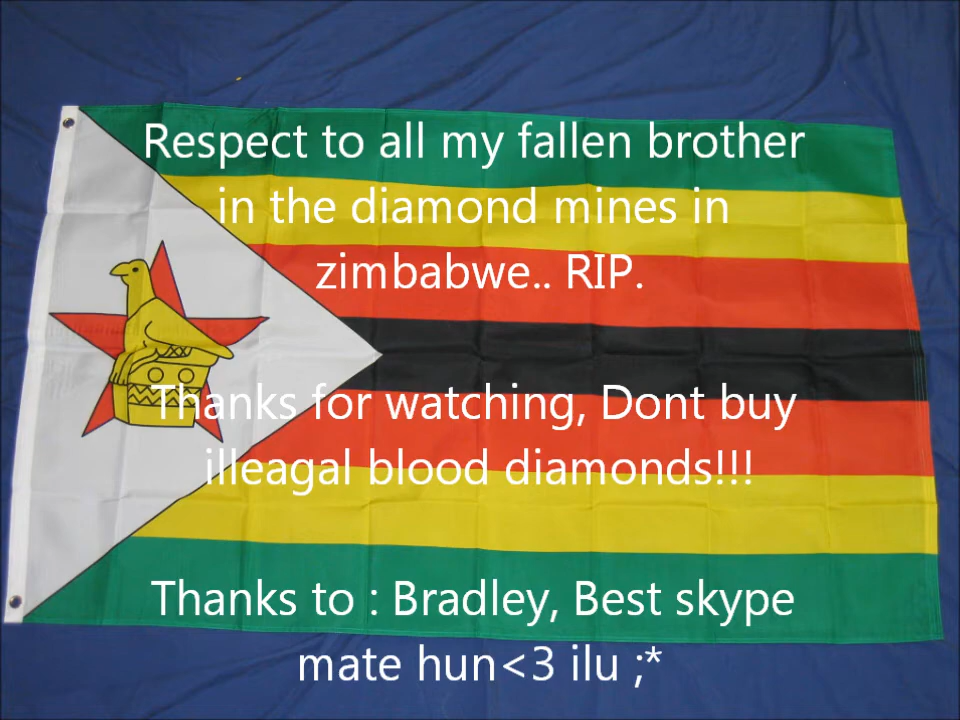 Respect to all my fallen brother
in the diamond mines in
zimbabwe.. RIP.
Thanks for watching, Dont buy
illeagal blood diamonds!!!
Thanks to : Bradley, Best skype
mate hun<3 ilu ;*